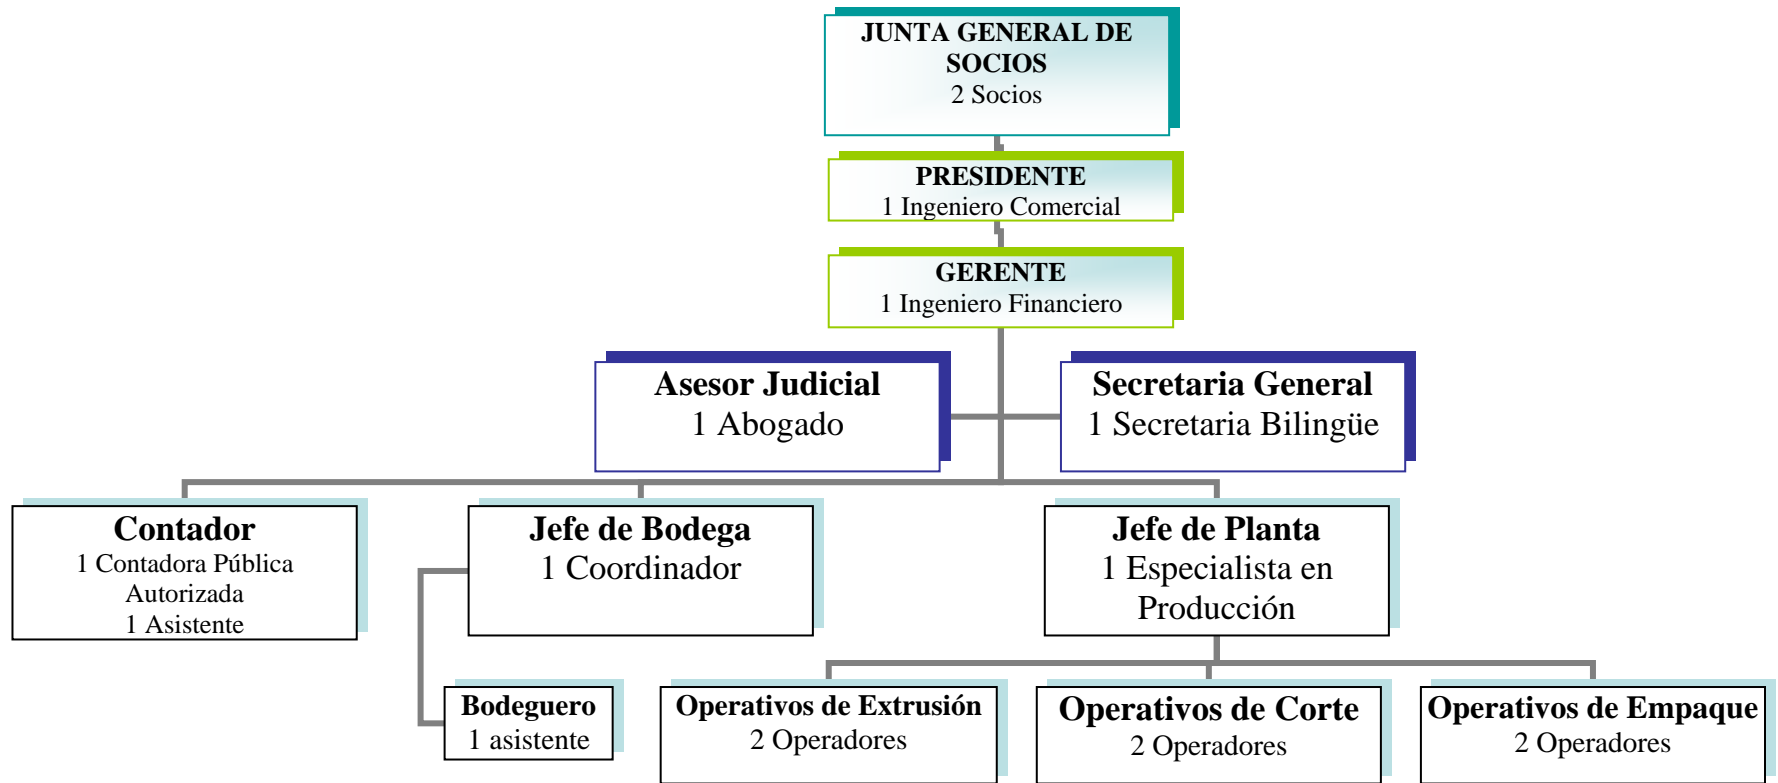 JUNTA GENERAL DE
SOCIOS
2 Socios
PRESIDENTE
1 Ingeniero Comercial
GERENTE
1 Ingeniero Financiero
Asesor Judicial
1 Abogado
Secretaria General
1 Secretaria Bilingüe
Contador
1 Contadora Pública
Autorizada
1 Asistente
Jefe de Bodega
1 Coordinador
Jefe de Planta
1 Especialista en
Producción
Bodeguero
1 asistente
Operativos de Extrusión
2 Operadores
Operativos de Corte
2 Operadores
Operativos de Empaque
2 Operadores